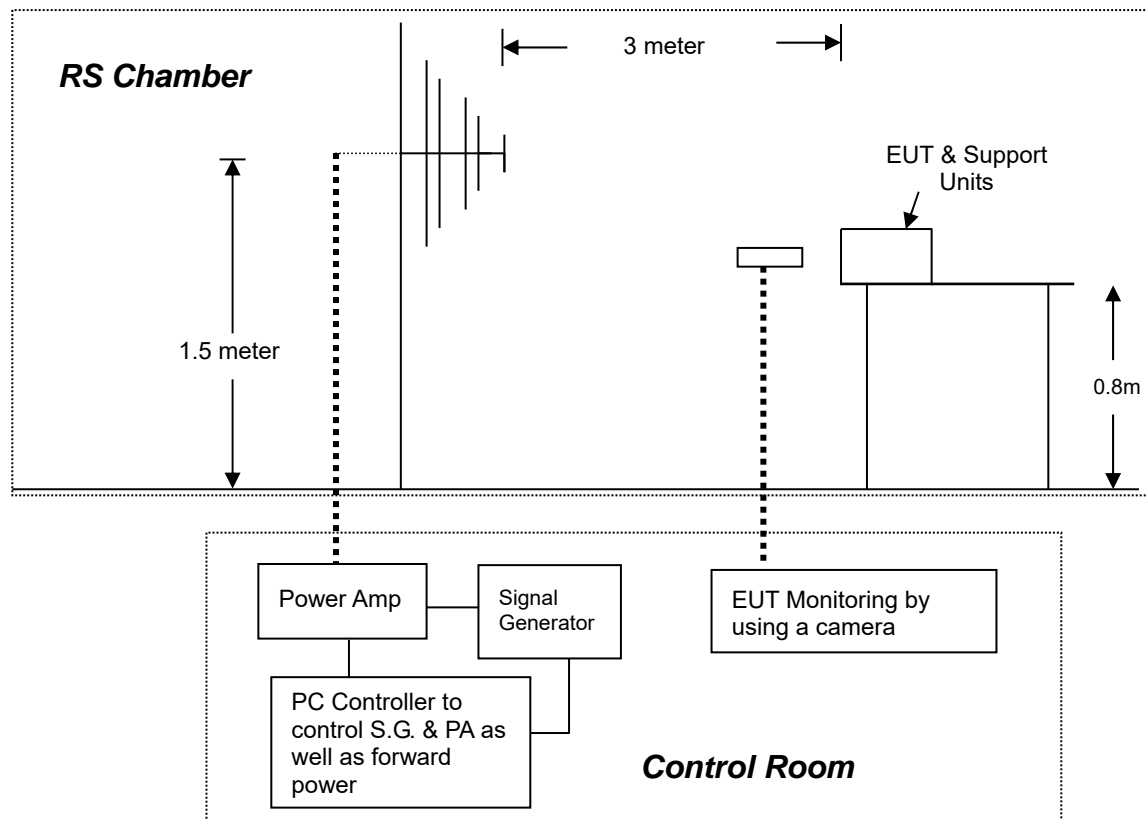 3 meter
RS Chamber
EUT & Support
Units
1.5 meter
0.8m
Power Amp
Signal
Generator
EUT Monitoring by
using a camera
PC Controller to
control S.G. & PA as
well as forward
power
Control Room